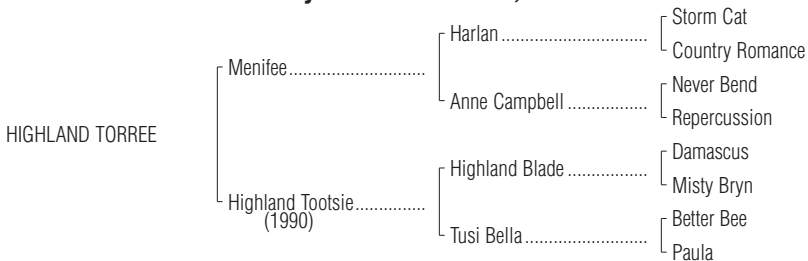 Storm Cat
Harlan
Country Romance
Menifee
Never Bend
Anne Campbell
Repercussion
HIGHLAND TORREE
Damascus
Highland Blade
Misty Bryn
Highland Tootsie
(1990)
Better Bee
Tusi Bella
Paula